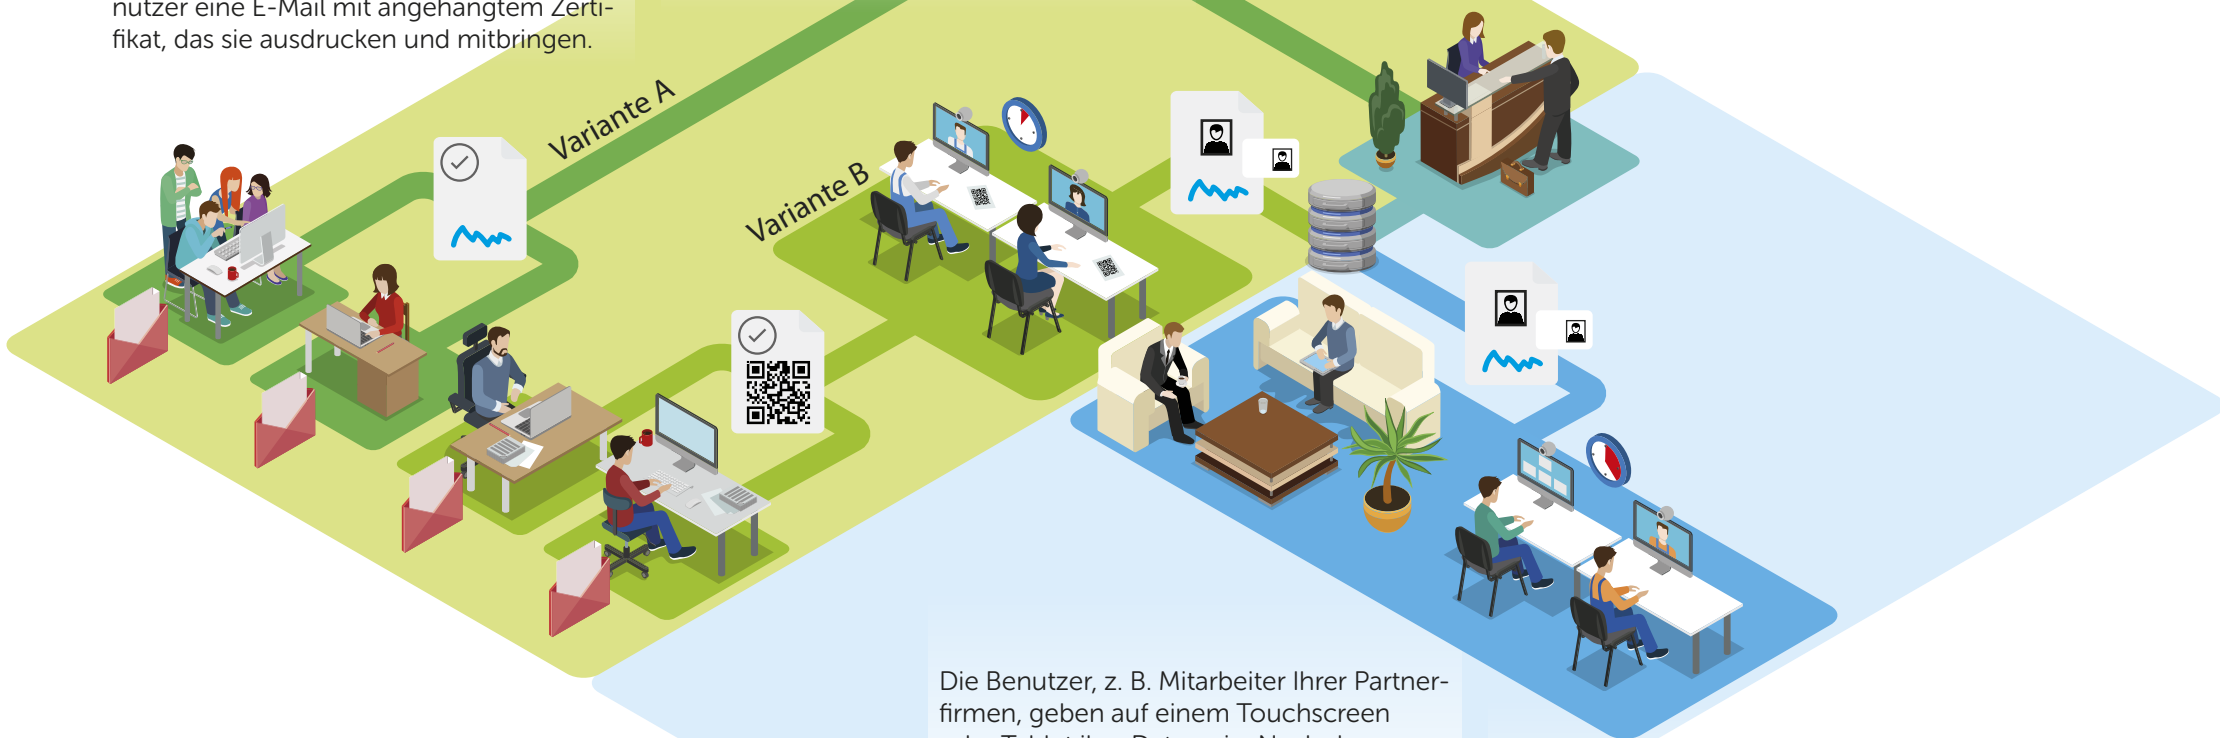 nutzer eine E-Mail mit angehängtem Zerti-
fikat, das sie ausdrucken und mitbringen.
Variante A
Variante B
Die Benutzer, z. B. Mitarbeiter Ihrer Partner-
firmen, geben auf einem Touchscreen